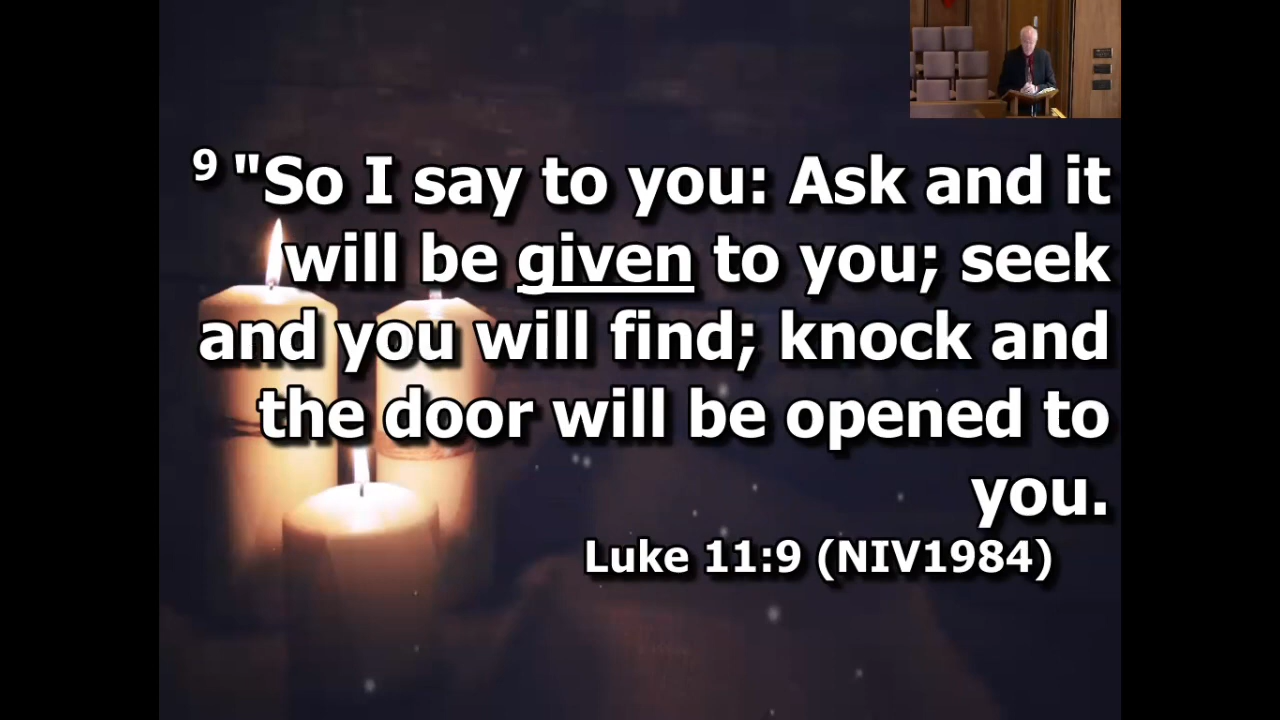 9 "So I say to you: Ask and it
will be given to you; seek
and you will find; knock and
the door will be opened to
you.
Luke 11:9 (NIV1984)